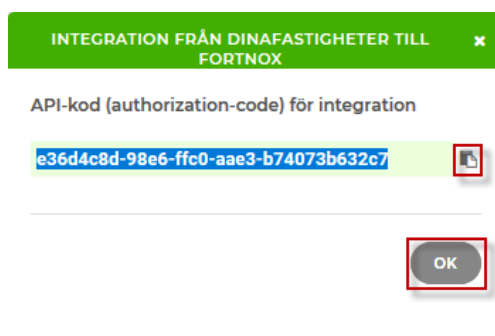 INTEGRATION FRÅN DINAFASTIGHETER TILL
FORTNOX
API-kod (authorization-code) för integration
e36d4c8d-98e6-ffc0-aae3-b74073b632c7
OK